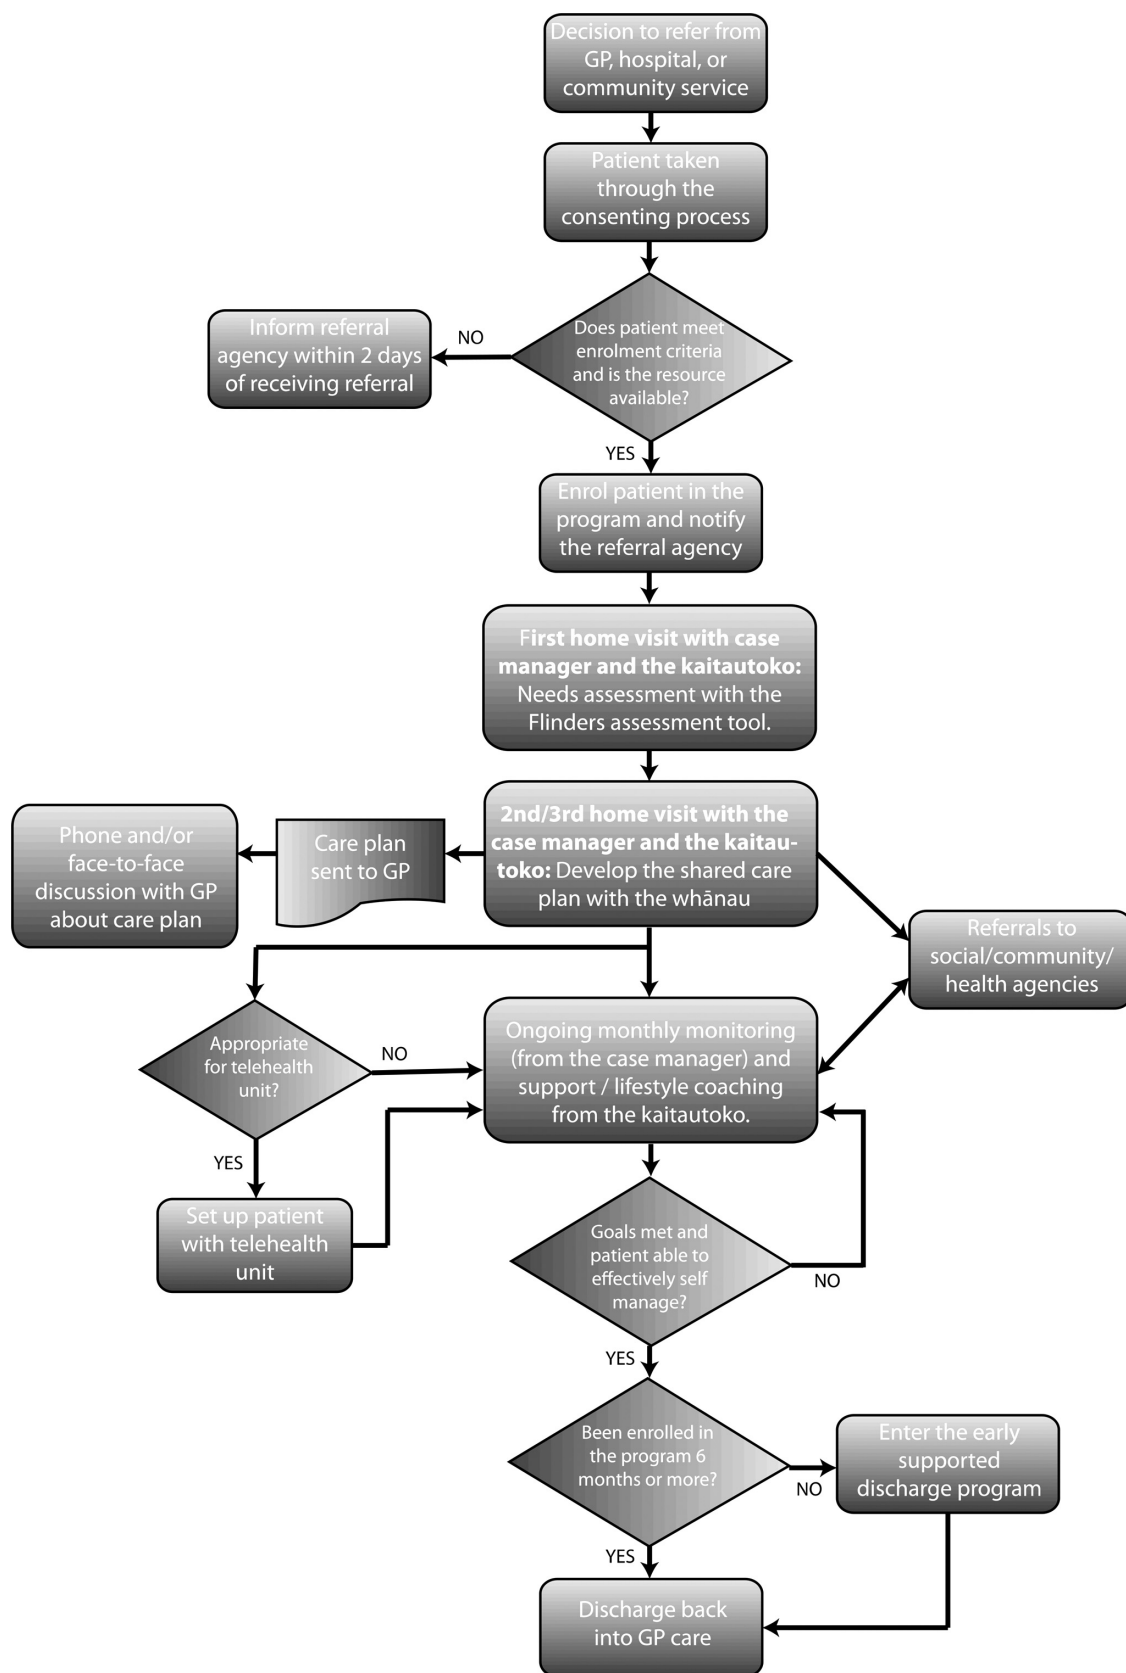 Decision to refer from
GP, hospital, or
community service
Patient taken
through the
consenting process
Does patient meet
enrolment criteria
and is the resource
available?
NO
Inform referral
agency within 2 days
of receiving referral
YES
Enrol patient in the
program and notify
the referral agency
First home visit with case
manager and the kaitautoko:
Needs assessment with the
Flinders assessment tool.
2nd/3rd home visit with the
case manager and the kaitau-
toko: Develop the shared care
plan with the whānau
Care plan
sent to GP
Phone and/or
face-to-face
discussion with GP
about care plan
Referrals to
social/community/
health agencies
Appropriate
for telehealth
unit?
NO
Ongoing monthly monitoring
(from the case manager) and
support / lifestyle coaching
from the kaitautoko.
YES
Set up patient
with telehealth
unit
Goals met and
patient able to
effectively self
manage?
NO
YES
Been enrolled in
the program 6
months or more?
NO
Enter the early
supported
discharge program
YES
Discharge back
into GP care